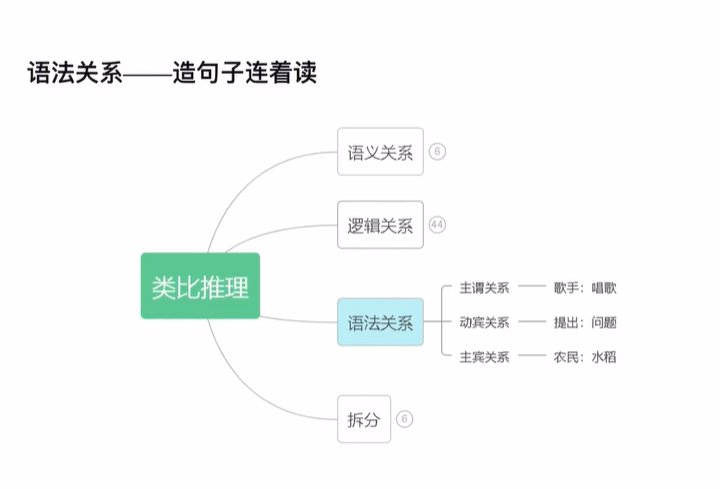 语法关系——造句子连着读
语义关系 6
逻辑关系 44
类比推理
主谓关系 歌手：唱歌
语法关系 动宾关系 提出：问题
主宾关系 农民：水稻
拆分 6